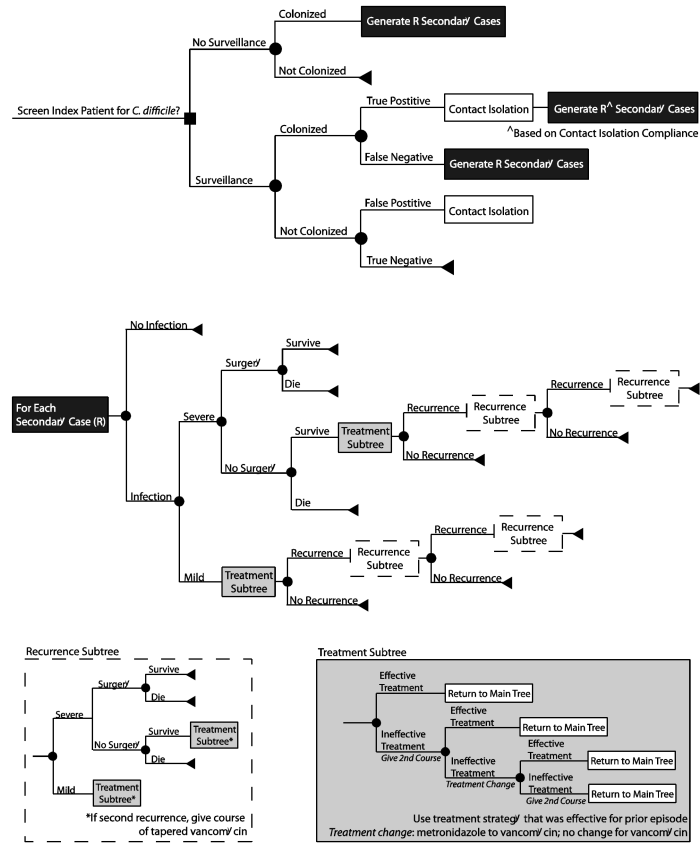 Colonized
Generate R Secondary Cases
No Surveillance
Not Colonized
Screen Index Patient for C. difficile?
True Postitive
Contact Isolation
Generate R^ Secondary Cases
^Based on Contact Isolation Compliance
Colonized
False Negative
Generate R Secondary Cases
Surveillance
False Postitive
Contact Isolation
Not Colonized
True Negative
No Infection
Survive
Surgery
Die
For Each
Secondary Case (R)
Severe
Survive
Treatment
Subtree
Recurrence
Recurrence
Subtree
Recurrence
Recurrence
Subtree
No Recurrence
No Recurrence
No Surgery
Die
Infection
Mild
Treatment
Subtree
Recurrence
Recurrence
Subtree
Recurrence
Recurrence
Subtree
No Recurrence
No Recurrence
Recurrence Subtree
Survive
Surgery
Die
Severe
No Surgery
Survive
Treatment
Subtree*
Die
Mild
Treatment
Subtree*
*If second recurrence, give course
of tapered vancomycin
Treatment Subtree
Effective
Treatment
Return to Main Tree
Effective
Treatment
Return to Main Tree
Ineffective
Treatment
Give 2nd Course
Effective
Treatment
Return to Main Tree
Ineffective
Treatment
Treatment Change
Ineffective
Treatment
Give 2nd Course
Return to Main Tree
Use treatment strategy that was effective for prior episode
Treatment change: metronidazole to vancomycin; no change for vancomycin